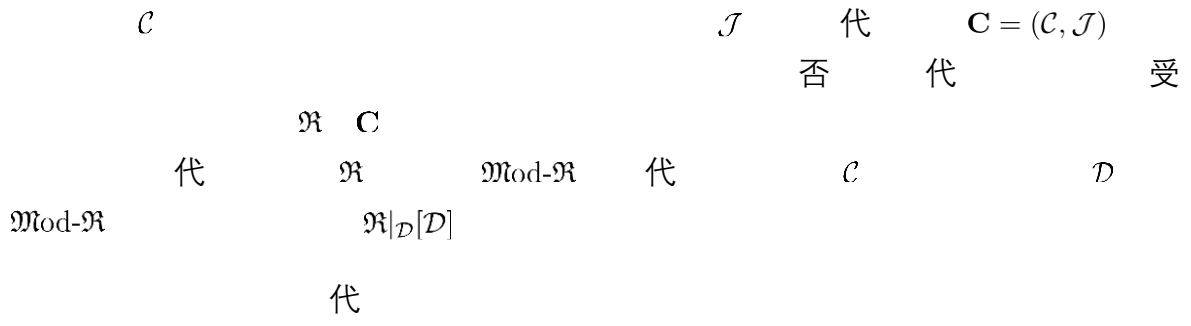 𝒞 𝒥 代 𝐂 = (𝒞, 𝒥)
否 代 受
ℜ 𝐂
代 ℜ 𝔐od-ℜ 代 𝒞 𝒟
𝔐od-ℜ ℜ|𝒟[𝒟]
代